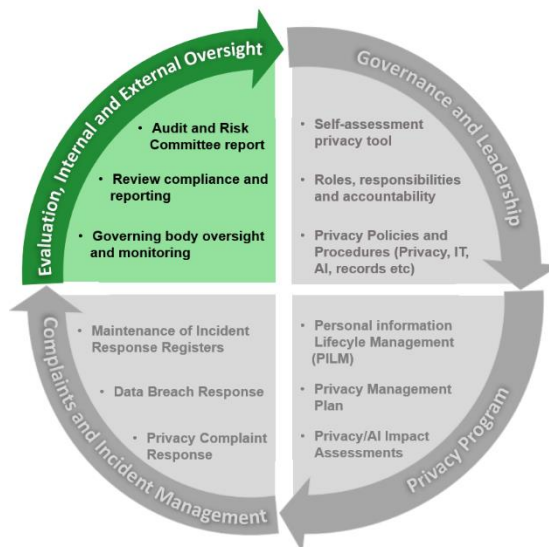 Evaluation, Internal and External Oversight
• Audit and Risk
Committee report
• Review compliance and
reporting
• Governing body oversight
and monitoring
Governance and Leadership
• Self-assessment
privacy tool
• Roles, responsibilities
and accountability
• Privacy Policies and
Procedures (Privacy, IT,
AI, records etc)
Privacy Program
• Personal information
Lifecyle Management
(PILM)
• Privacy Management
Plan
• Privacy/AI Impact
Assessments
Complaints and Incident Management
• Maintenance of Incident
Response Registers
• Data Breach Response
• Privacy Complaint
Response